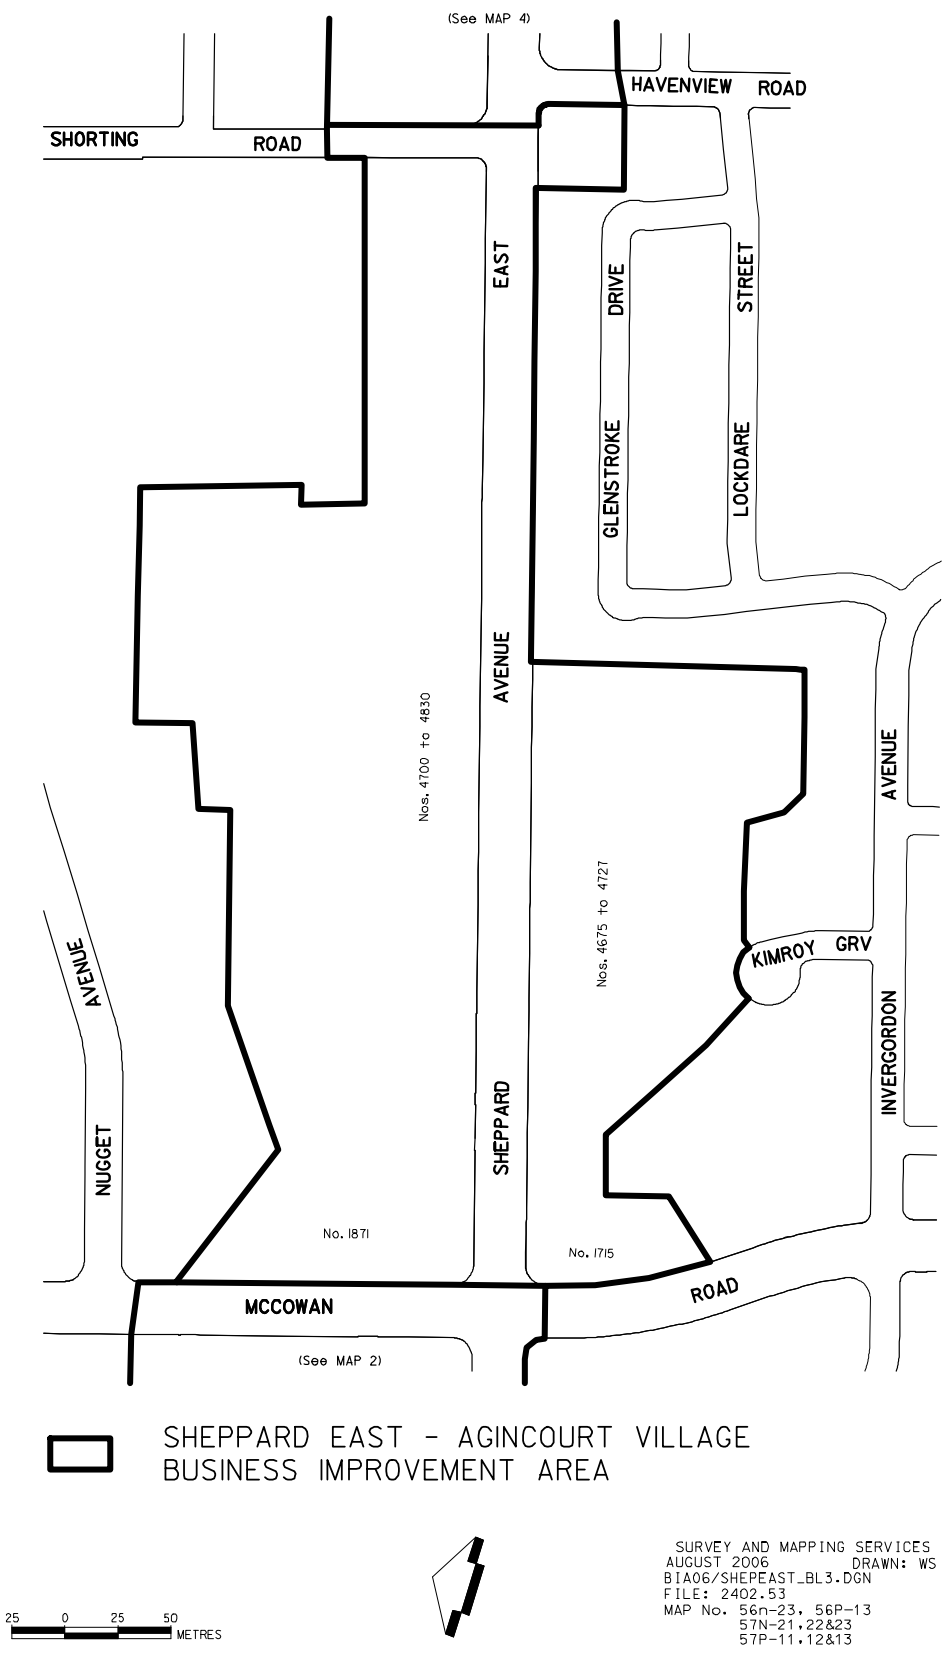 (See MAP 4)
HAVENVIEW ROAD
SHORTING ROAD
EAST
DRIVE
STREET
GLENSTROKE
LOCKDARE
AVENUE
Nos. 4700 to 4830
AVENUE
Nos. 4675 to 4727
KIMROY GRV
AVENUE
INVERGORDON
SHEPPARD
NUGGET
No. 1871
No. 1715
MCCOWAN
ROAD
(See MAP 2)
SHEPPARD EAST - AGINCOURT VILLAGE
BUSINESS IMPROVEMENT AREA
SURVEY AND MAPPING SERVICES
AUGUST 2006 DRAWN: WS
BIA06/SHEPEAST_BL3.DGN
FILE: 2402.53
MAP No. 56n-23, 56P-13
57N-21,22&23
57P-11,12&13
25 0 25 50
METRES